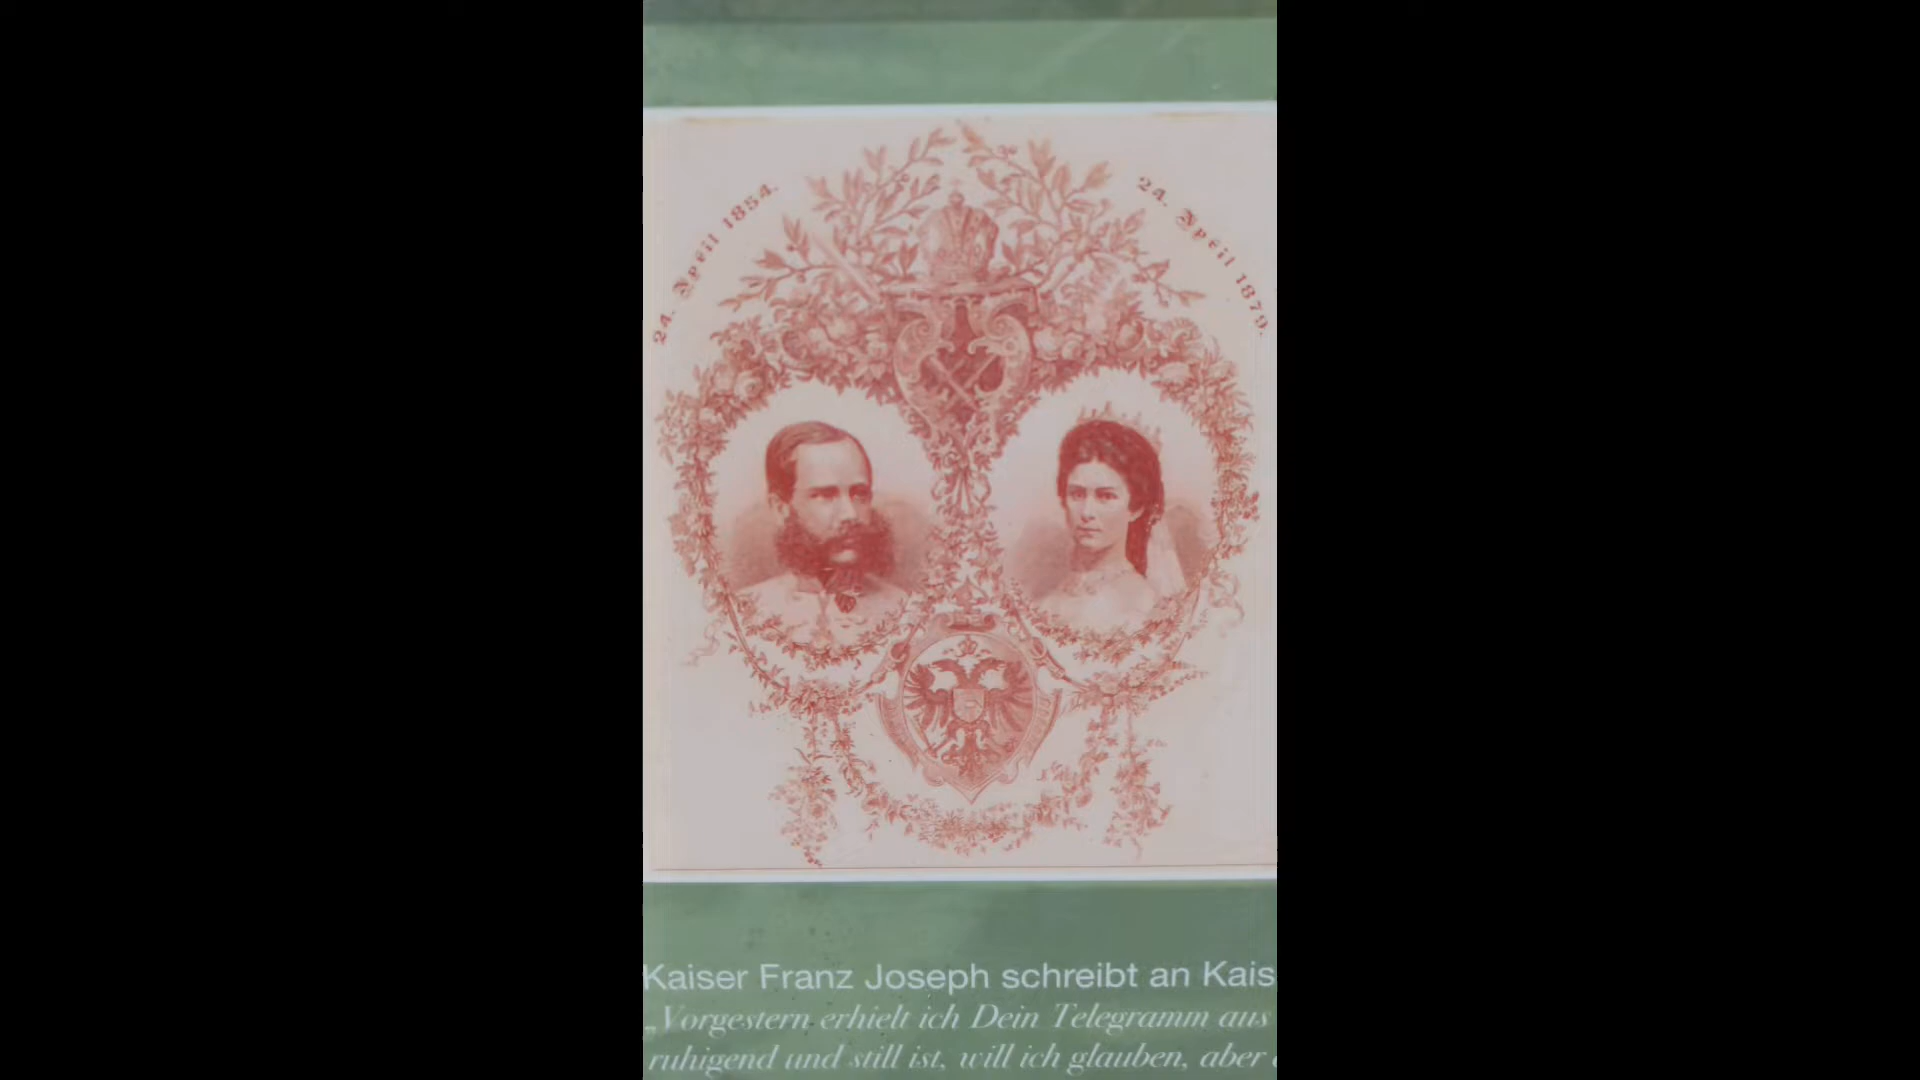 24. April 1854.
24. April 1879.
Kaiser Franz Joseph schreibt an Kais
„Vorgestern erhielt ich Dein Telegramm aus
ruhigend und still ist, will ich glauben, aber